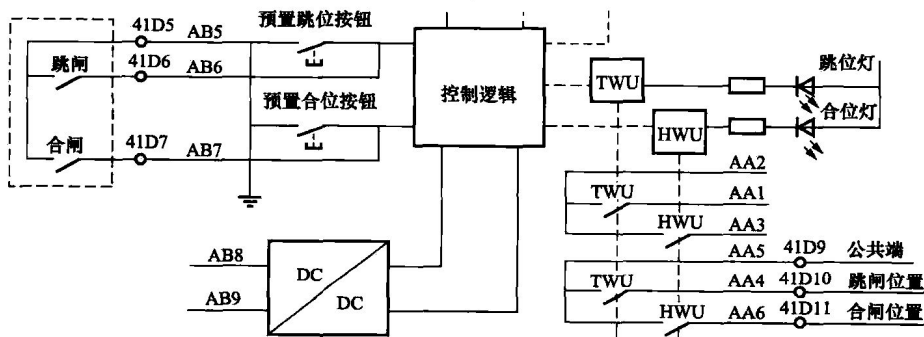 41D5 AB5 预置跳位按钮
跳闸 41D6 AB6
预置合位按钮
合闸 41D7 AB7
控制逻辑
TWU 跳位灯
HWU 合位灯
AA2
TWU AA1
HWU AA3
AA5 41D9 公共端
TWU AA4 41D10 跳闸位置
HWU AA6 41D11 合闸位置
AB8 DC
AB9 DC